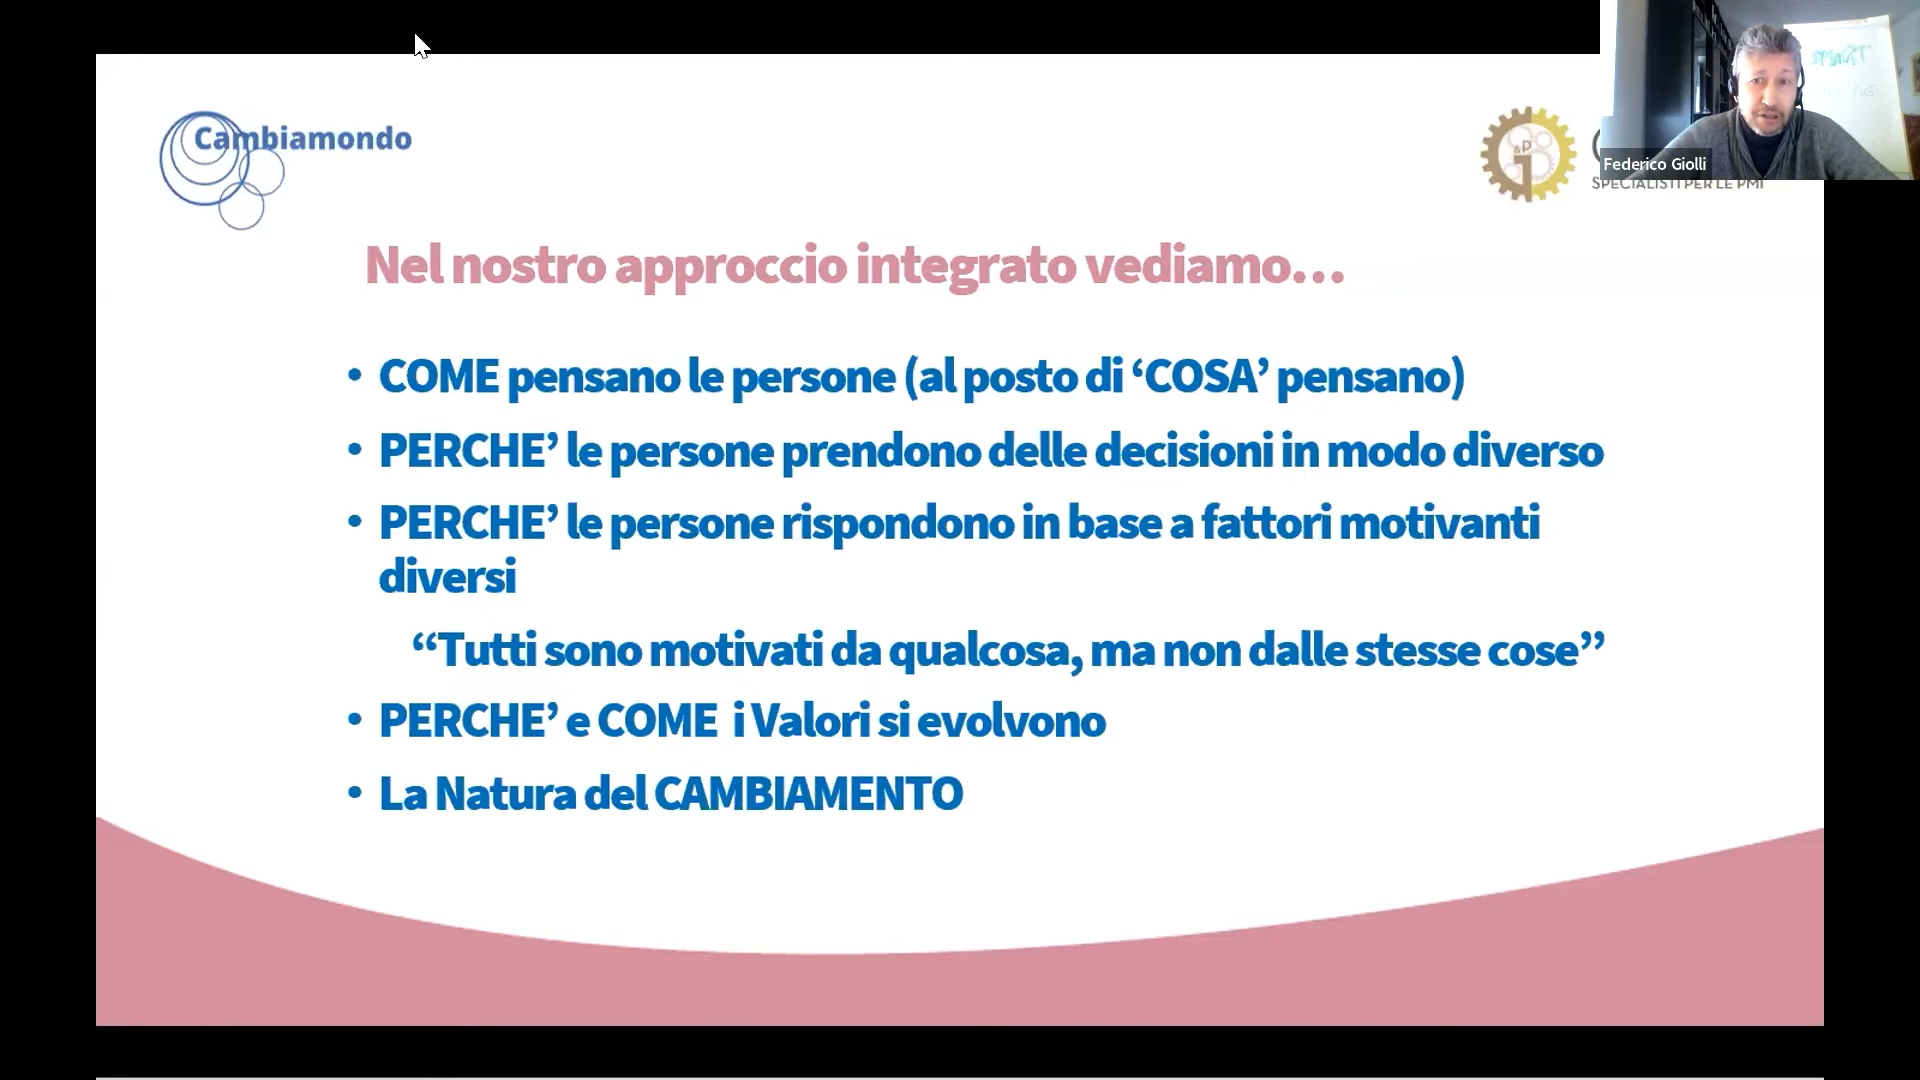 Cambiamondo
&P
SPECIALISTI PER LE PMI
Federico Giolli
Nel nostro approccio integrato vediamo…
• COME pensano le persone (al posto di ‘COSA’ pensano)
• PERCHE’ le persone prendono delle decisioni in modo diverso
• PERCHE’ le persone rispondono in base a fattori motivanti
diversi
“Tutti sono motivati da qualcosa, ma non dalle stesse cose”
• PERCHE’ e COME i Valori si evolvono
• La Natura del CAMBIAMENTO